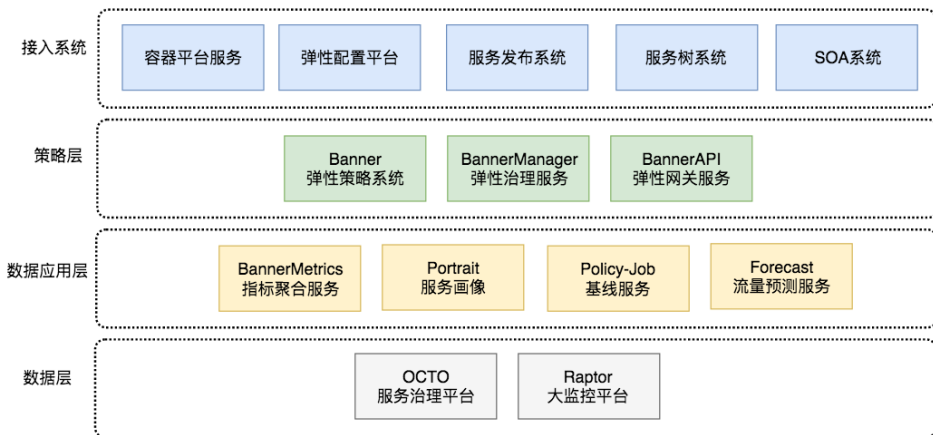 接入系统
容器平台服务
弹性配置平台
服务发布系统
服务树系统
SOA系统
策略层
Banner
弹性策略系统
BannerManager
弹性治理服务
BannerAPI
弹性网关服务
数据应用层
BannerMetrics
指标聚合服务
Portrait
服务画像
Policy-Job
基线服务
Forecast
流量预测服务
数据层
OCTO
服务治理平台
Raptor
大监控平台